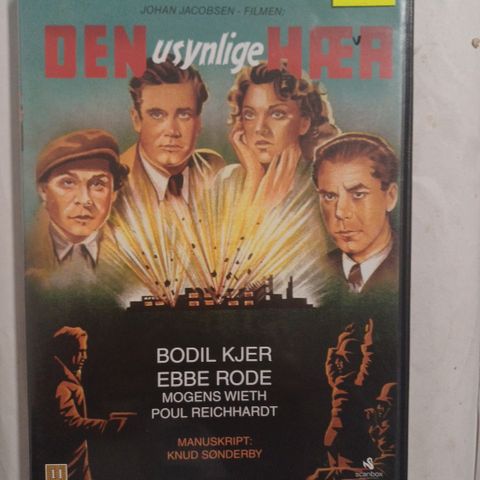 JOHAN JACOBSEN - FILMEN:
DEN usynlige HÆR
BODIL KJER
EBBE RODE
MOGENS WIETH
POUL REICHHARDT
MANUSKRIPT:
KNUD SØNDERBY
11
scanbox